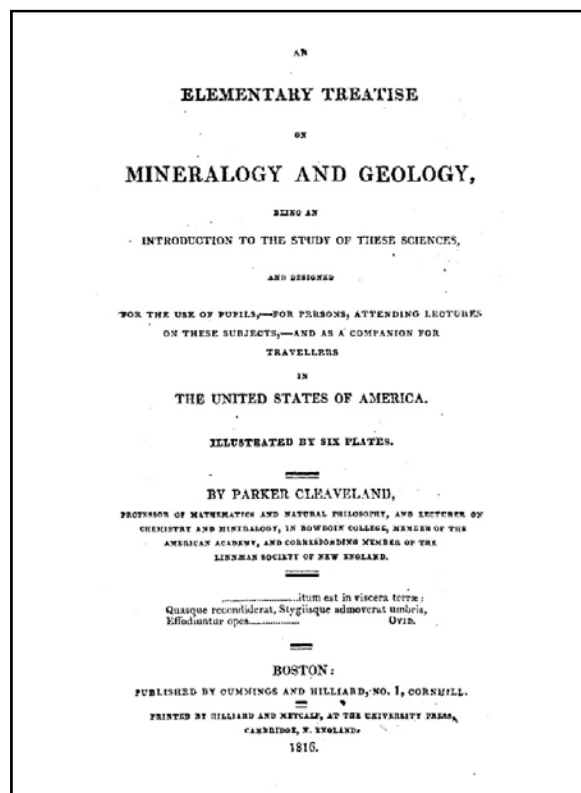 AN
ELEMENTARY TREATISE
ON
MINERALOGY AND GEOLOGY,
BEING AN
INTRODUCTION TO THE STUDY OF THESE SCIENCES,
AND DESIGNED
FOR THE USE OF PUPILS,—FOR PERSONS, ATTENDING LECTURES
ON THESE SUBJECTS,—AND AS A COMPANION FOR
TRAVELLERS
IN
THE UNITED STATES OF AMERICA.
ILLUSTRATED BY SIX PLATES.
BY PARKER CLEAVELAND,
PROFESSOR OF MATHEMATICS AND NATURAL PHILOSOPHY, AND LECTURER ON
CHEMISTRY AND MINERALOGY, IN BOWDOIN COLLEGE, MEMBER OF THE
AMERICAN ACADEMY, AND CORRESPONDING MEMBER OF THE
LINNÆAN SOCIETY OF NEW ENGLAND.
..........................itum est in viscera terræ;
Quasque recondiderat, Stygiisque admoverat umbris,
Effodiuntur opes................ OVID.
BOSTON:
PUBLISHED BY CUMMINGS AND HILLIARD, NO. 1, CORNHILL.
PRINTED BY HILLIARD AND METCALF, AT THE UNIVERSITY PRESS,
CAMBRIDGE, N. ENGLAND.
1816.